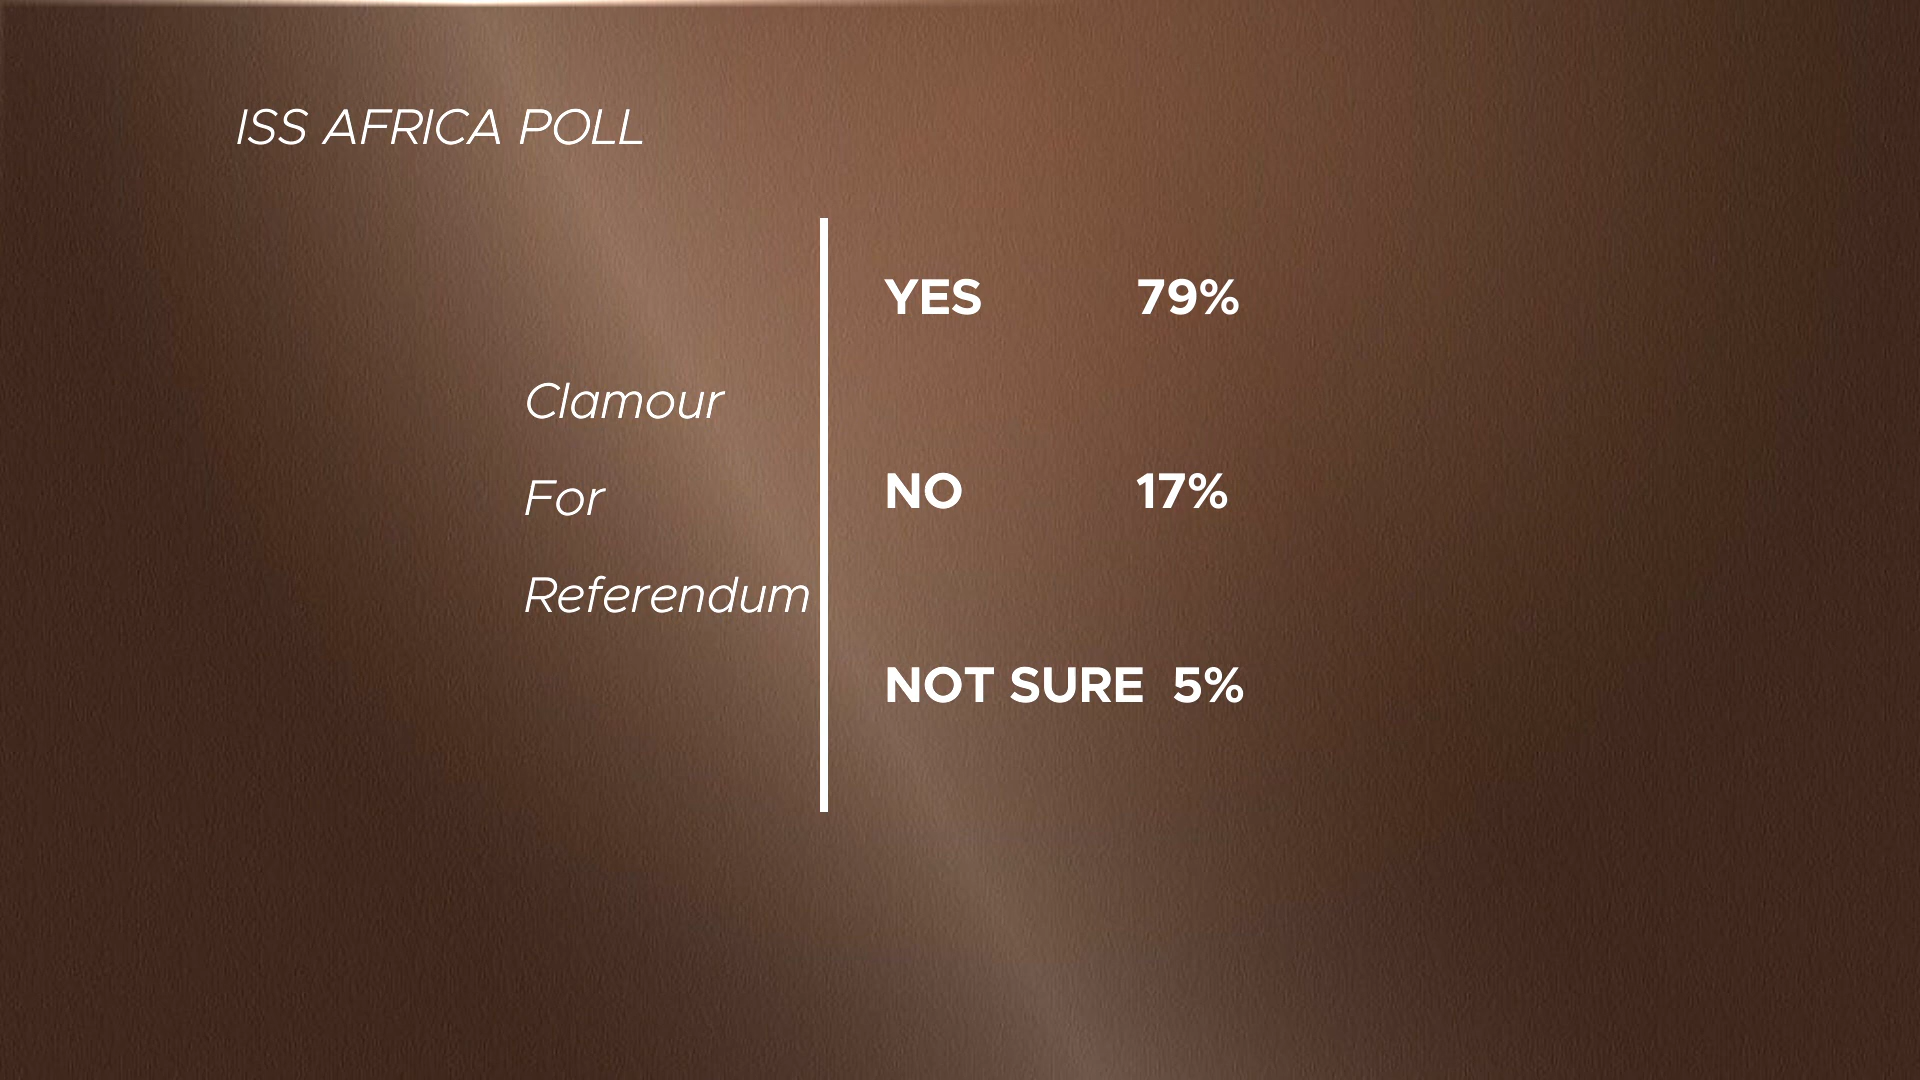 ISS AFRICA POLL
Clamour
For
Referendum
YES 79%
NO 17%
NOT SURE 5%